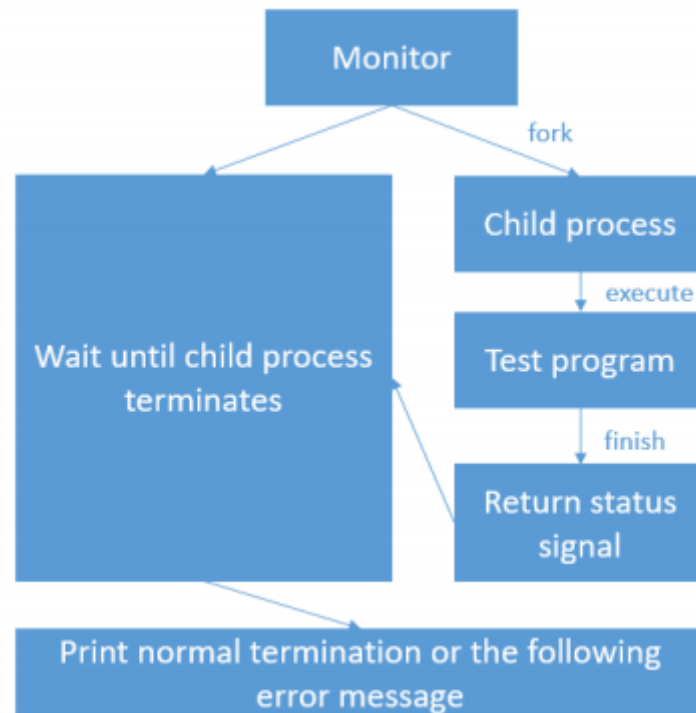 Monitor
fork
Child process
execute
Wait until child process
terminates
Test program
finish
Return status
signal
Print normal termination or the following
error message